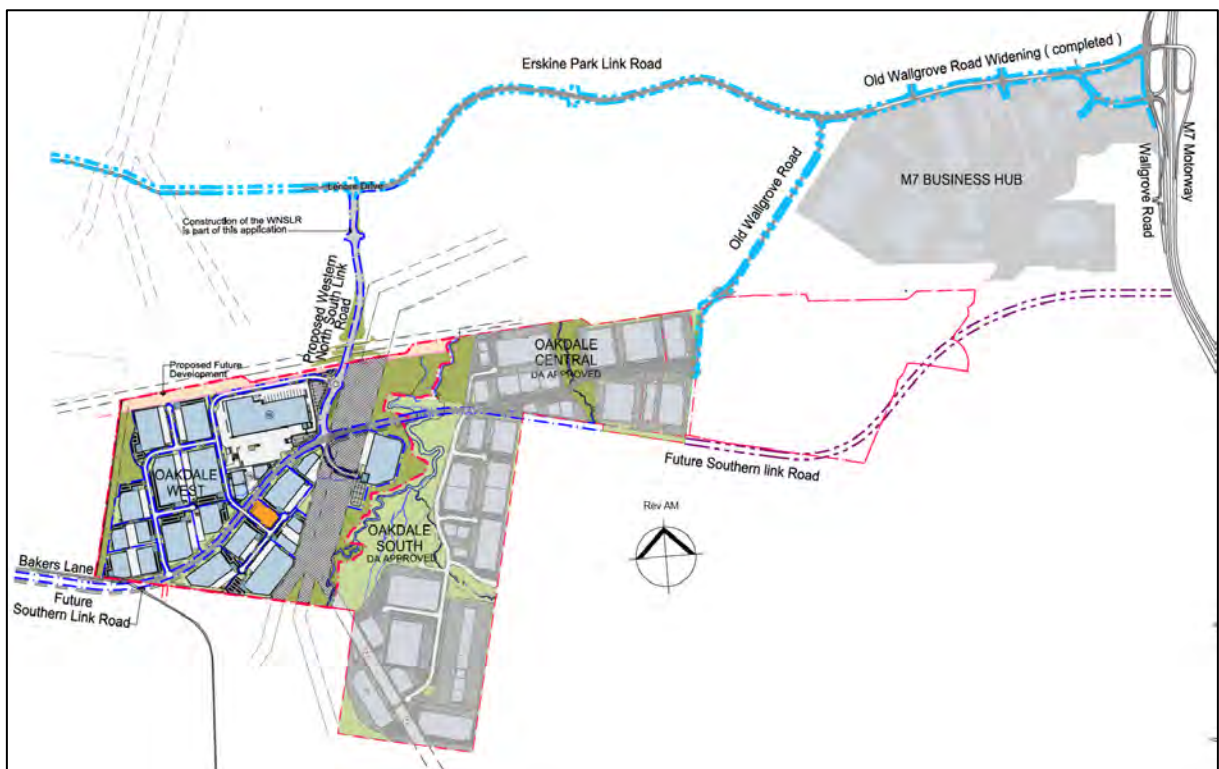 Erskine Park Link Road
Old Wallgrove Road Widening ( completed )
M7 Motorway
Wallgrove Road
M7 BUSINESS HUB
Old Wallgrove Road
Lenore Drive
Construction of the WNSLR
is part of this application
Proposed Western
North South Link
Road
Proposed Future
Development
OAKDALE
CENTRAL
DA APPROVED
OAKDALE
WEST
Future Southern link Road
Rev AM
OAKDALE
SOUTH
DA APPROVED
Bakers Lane
Future
Southern Link Road